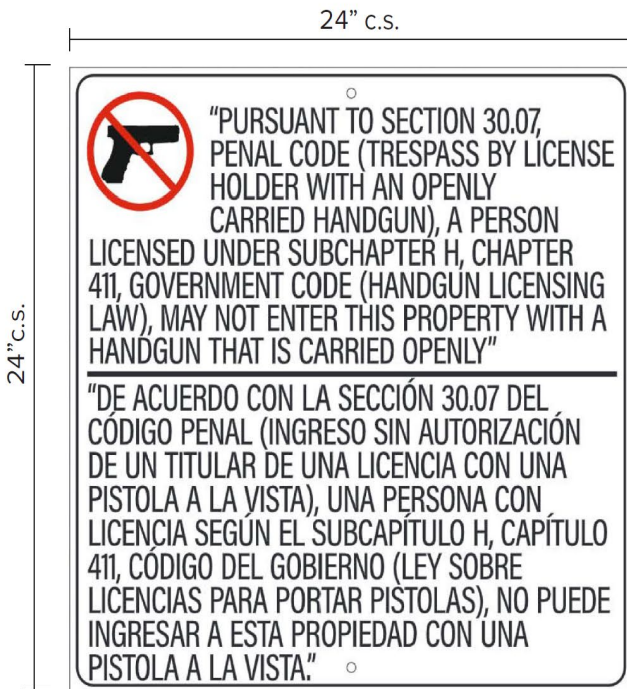 24” c.s.
24”c.s.
“PURSUANT TO SECTION 30.07,
PENAL CODE (TRESPASS BY LICENSE
HOLDER WITH AN OPENLY
CARRIED HANDGUN), A PERSON
LICENSED UNDER SUBCHAPTER H, CHAPTER
411, GOVERNMENT CODE (HANDGUN LICENSING
LAW), MAY NOT ENTER THIS PROPERTY WITH A
HANDGUN THAT IS CARRIED OPENLY”
“DE ACUERDO CON LA SECCIÓN 30.07 DEL
CÓDIGO PENAL (INGRESO SIN AUTORIZACIÓN
DE UN TITULAR DE UNA LICENCIA CON UNA
PISTOLA A LA VISTA), UNA PERSONA CON
LICENCIA SEGÚN EL SUBCAPÍTULO H, CAPÍTULO
411, CÓDIGO DEL GOBIERNO (LEY SOBRE
LICENCIAS PARA PORTAR PISTOLAS), NO PUEDE
INGRESAR A ESTA PROPIEDAD CON UNA
PISTOLA A LA VISTA.”